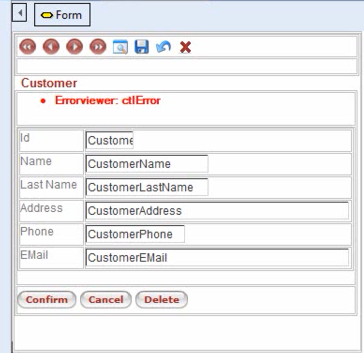 Form
Customer
Errorviewer: ctlError
Id Custome
Name CustomerName
Last Name CustomerLastName
Address CustomerAddress
Phone CustomerPhone
EMail CustomerEMail
Confirm Cancel Delete